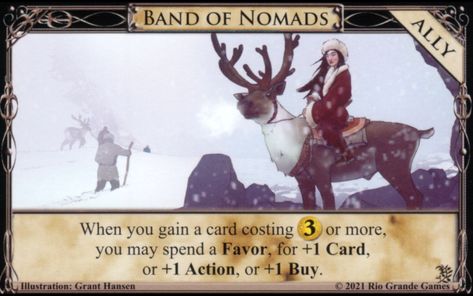 BAND OF NOMADS
ALLY
When you gain a card costing 3 or more,
you may spend a Favor, for +1 Card,
or +1 Action, or +1 Buy.
Illustration: Grant Hansen
© 2021 Rio Grande Games